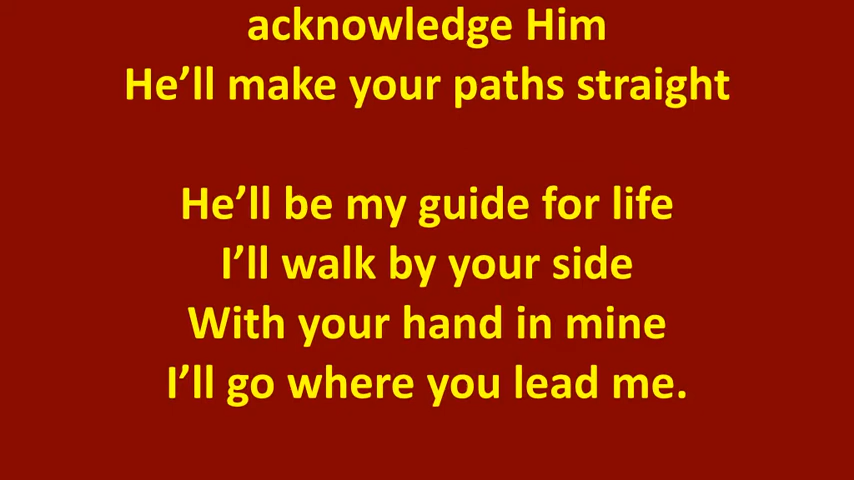 acknowledge Him
He’ll make your paths straight
He’ll be my guide for life
I’ll walk by your side
With your hand in mine
I’ll go where you lead me.